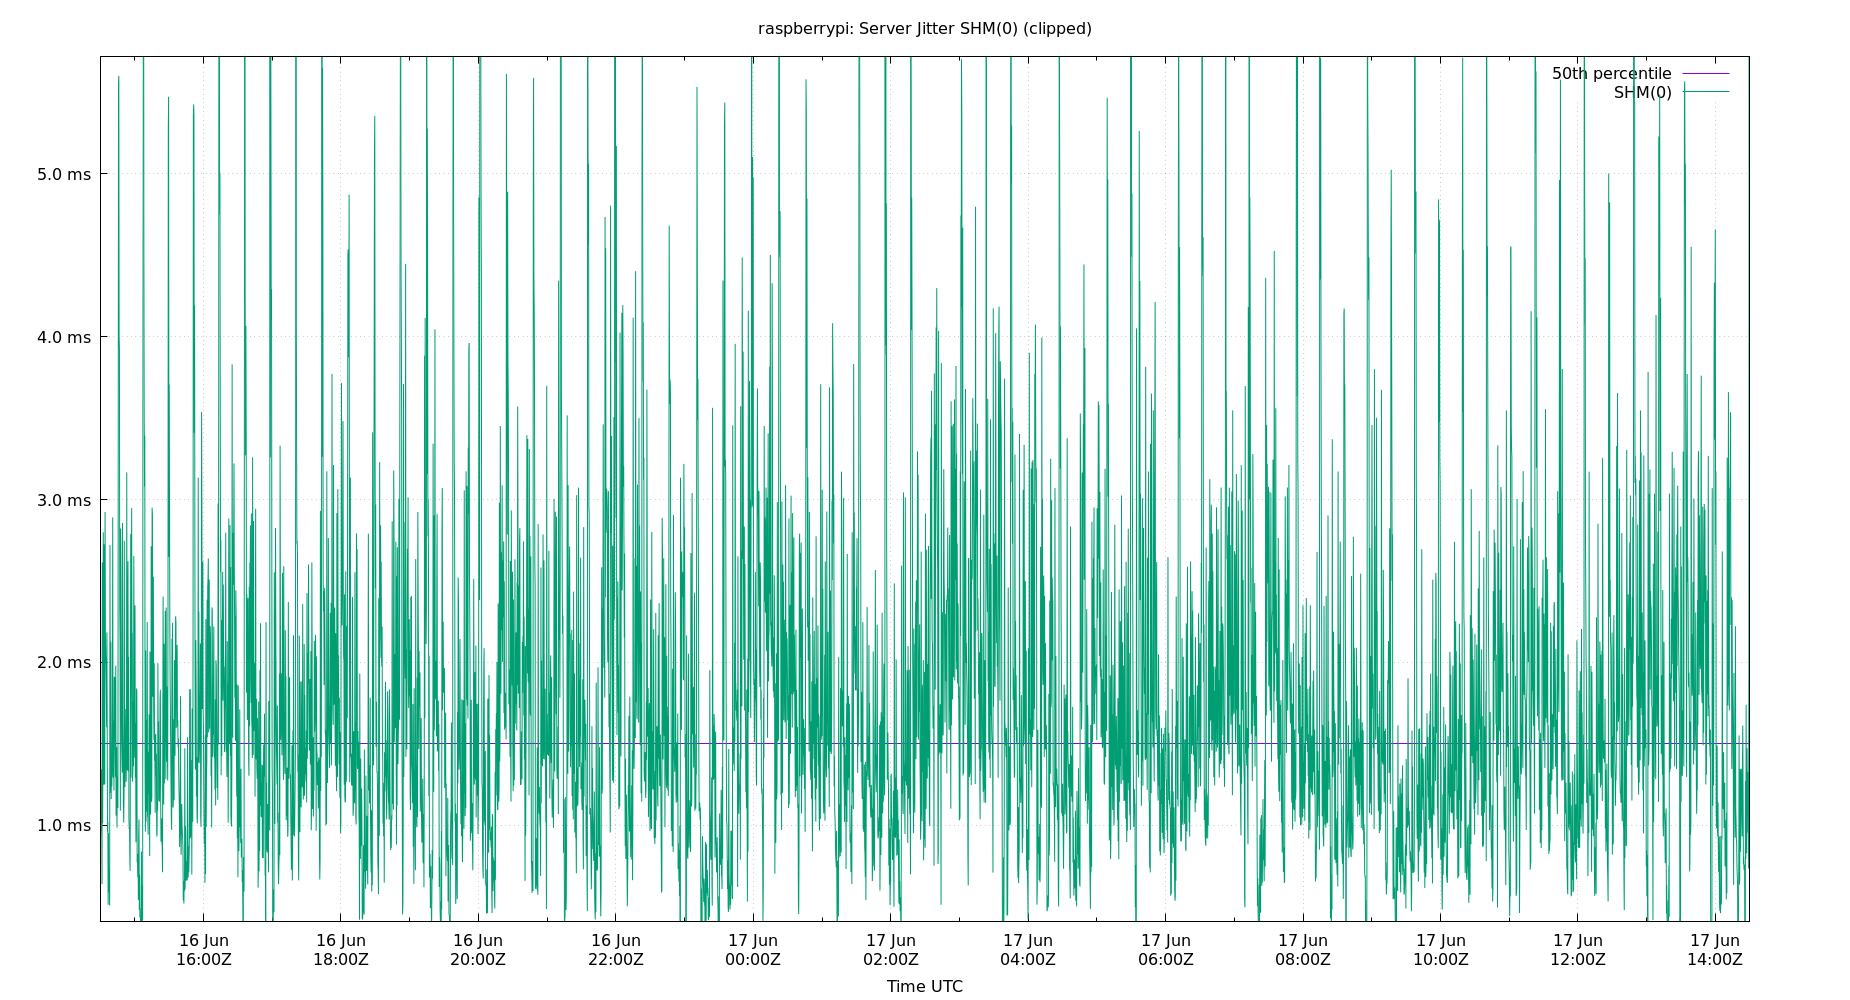 raspberrypi: Server Jitter SHM(0) (clipped)
50th percentile
SHM(0)
5.0 ms
4.0 ms
3.0 ms
2.0 ms
1.0 ms
16 Jun 16 Jun 16 Jun 16 Jun 17 Jun 17 Jun 17 Jun 17 Jun 17 Jun 17 Jun 17 Jun 17 Jun
16:00Z 18:00Z 20:00Z 22:00Z 00:00Z 02:00Z 04:00Z 06:00Z 08:00Z 10:00Z 12:00Z 14:00Z
Time UTC